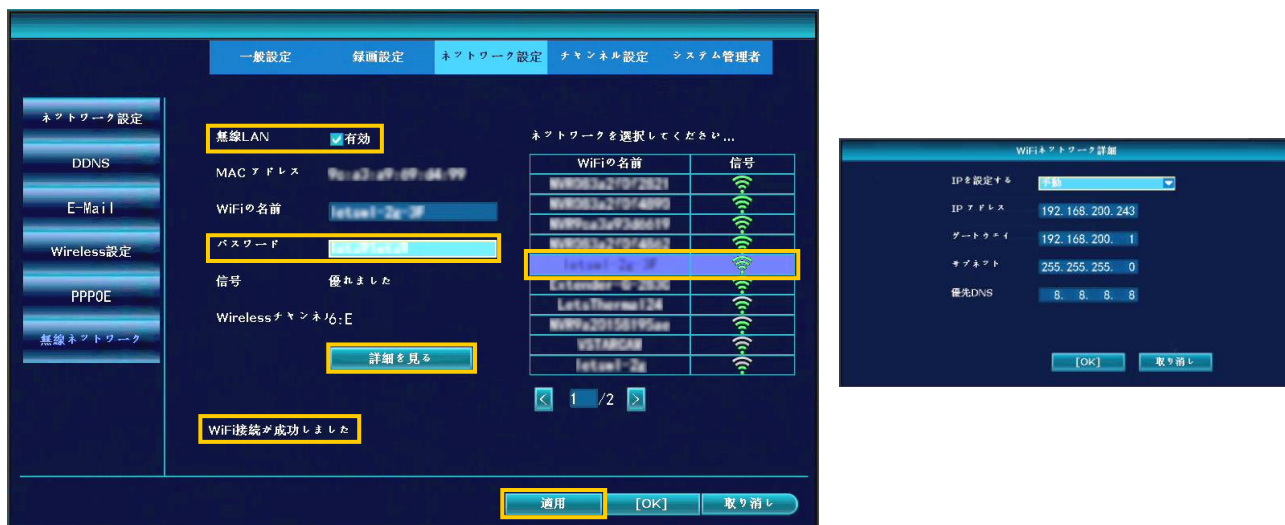 一般設定 録画設定 ネットワーク設定 チャンネル設定 システム管理者
ネットワーク設定
DDNS
E-Mail
Wireless設定
PPPOE
無線ネットワーク
無線LAN 有効
MAC アドレス
WiFiの名前
パスワード
信号 優れました
Wirelessチャンネル6:E
詳細を見る
WiFi接続が成功しました
ネットワークを選択してください...
WiFiの名前 信号
1 /2
適用 [OK] 取り消し
WiFiネットワーク詳細
IPを設定する 手動
IP アドレス 192.168.200.243
ゲートウェイ 192.168.200. 1
サブネット 255.255.255. 0
優先DNS 8. 8. 8. 8
[OK] 取り消し